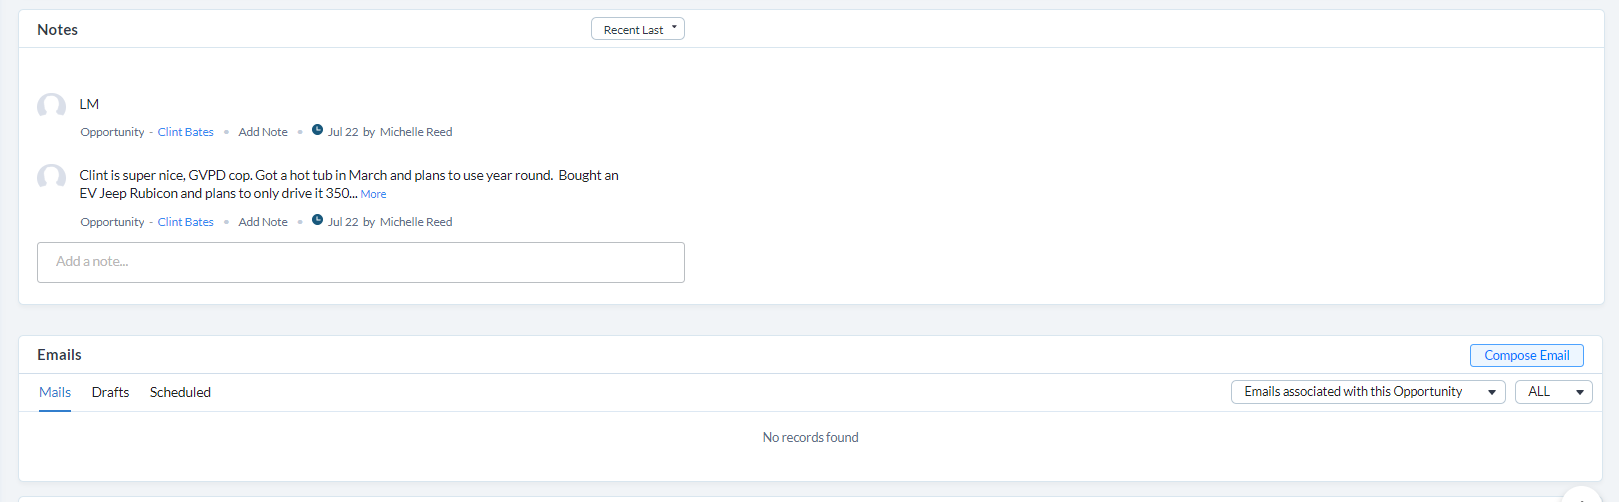 Notes
Recent Last
LM
Opportunity - Clint Bates • Add Note • Jul 22 by Michelle Reed
Clint is super nice, GVPD cop. Got a hot tub in March and plans to use year round. Bought an
EV Jeep Rubicon and plans to only drive it 350... More
Opportunity - Clint Bates • Add Note • Jul 22 by Michelle Reed
Add a note...
Emails
Compose Email
Mails Drafts Scheduled
Emails associated with this Opportunity
ALL
No records found